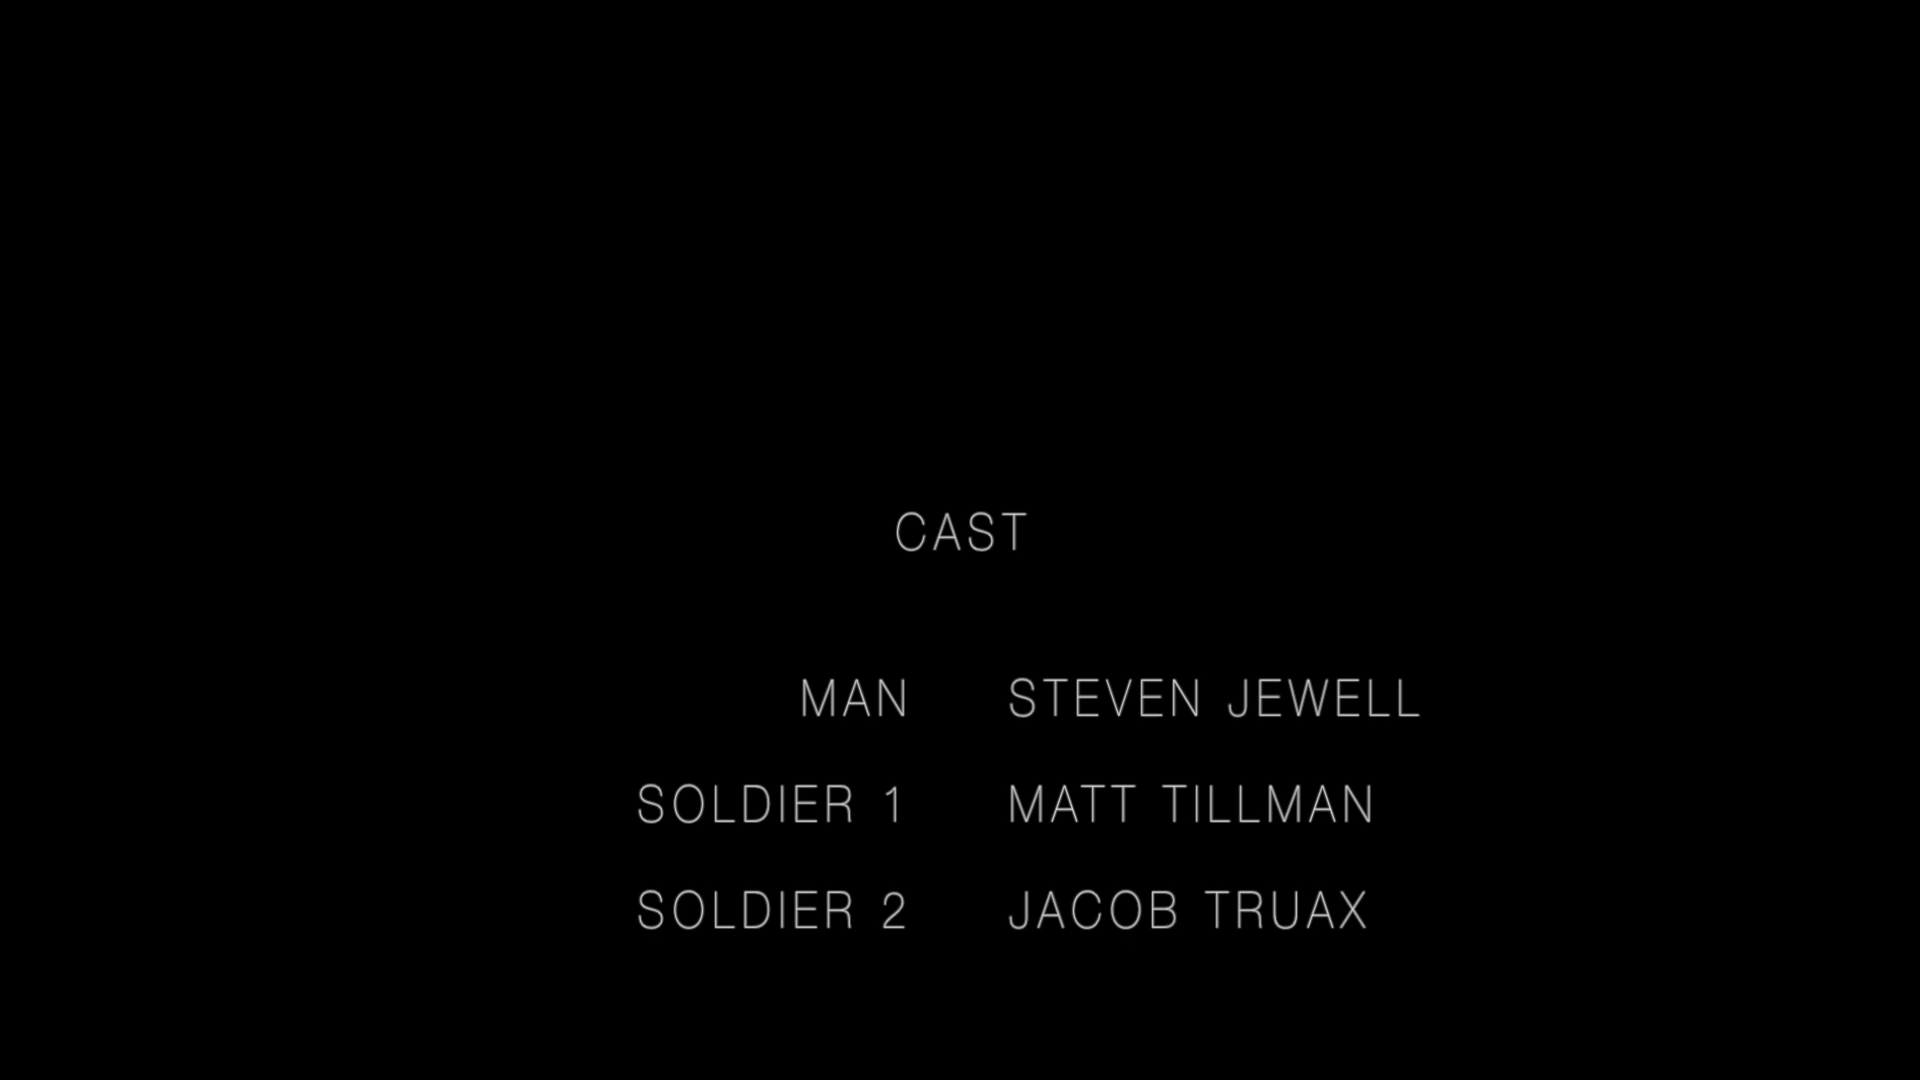 CAST
MAN STEVEN JEWELL
SOLDIER 1 MATT TILLMAN
SOLDIER 2 JACOB TRUAX